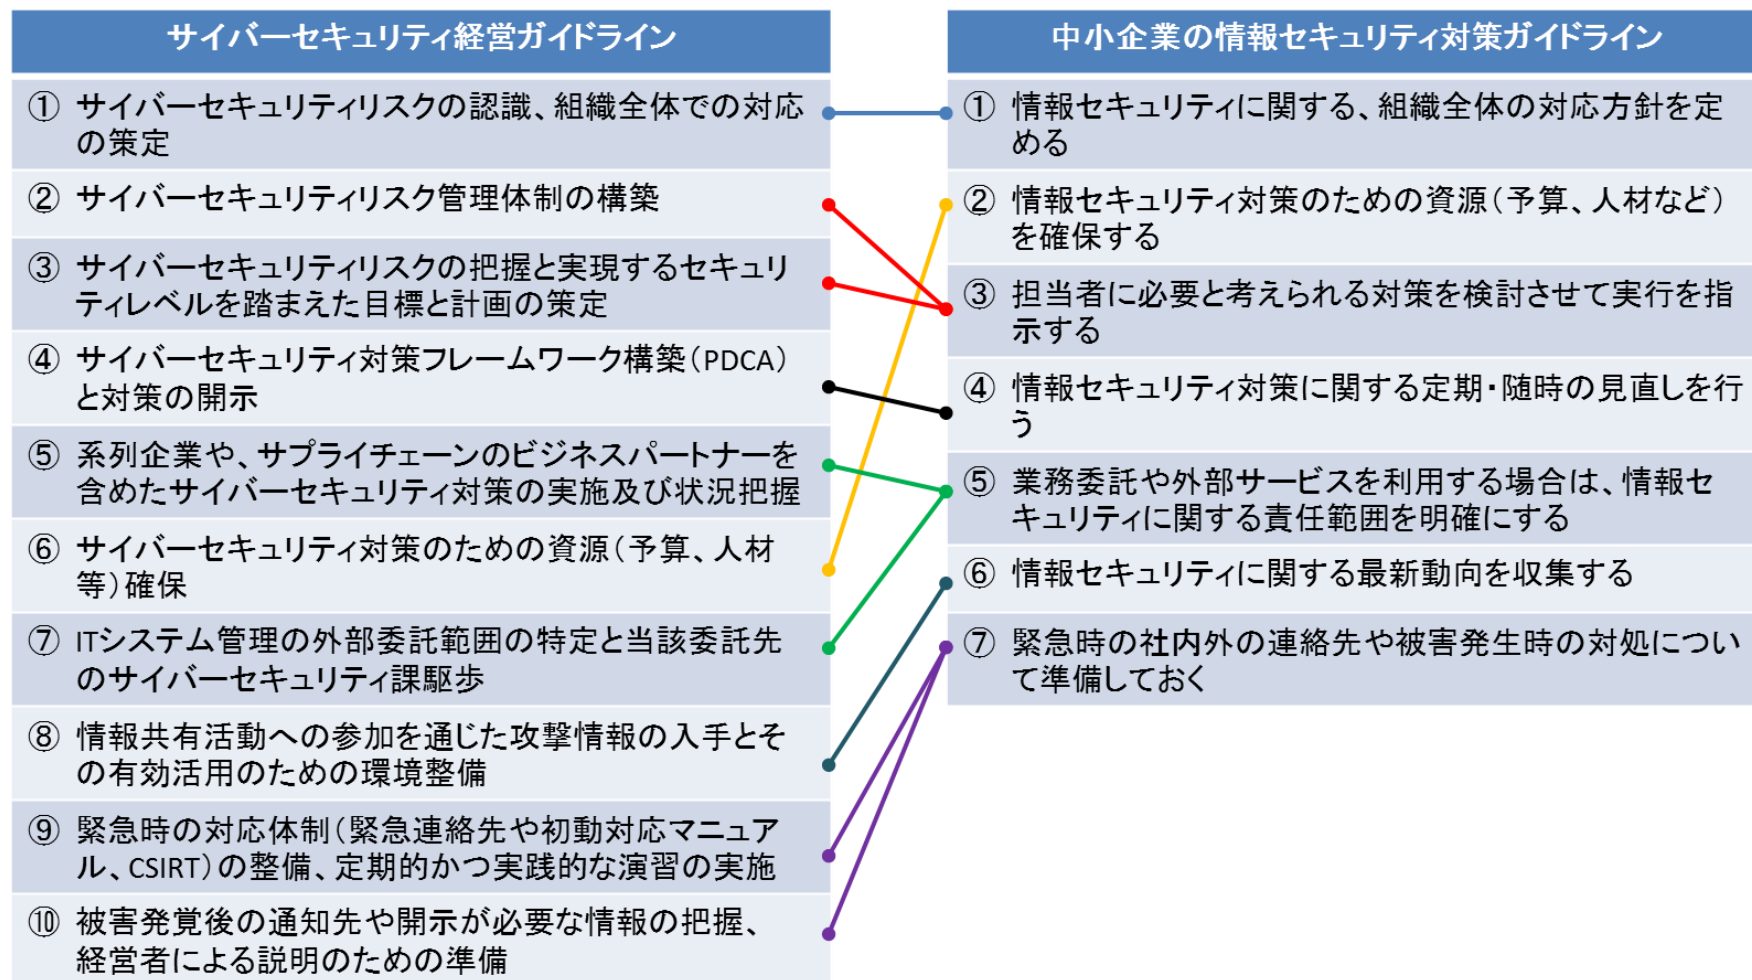 サイバーセキュリティ経営ガイドライン
① サイバーセキュリティリスクの認識、組織全体での対応
の策定
② サイバーセキュリティリスク管理体制の構築
③ サイバーセキュリティリスクの把握と実現するセキュリ
ティレベルを踏まえた目標と計画の策定
④ サイバーセキュリティ対策フレームワーク構築(PDCA)
と対策の開示
⑤ 系列企業や、サプライチェーンのビジネスパートナーを
含めたサイバーセキュリティ対策の実施及び状況把握
⑥ サイバーセキュリティ対策のための資源(予算、人材
等)確保
⑦ ITシステム管理の外部委託範囲の特定と当該委託先
のサイバーセキュリティ課駆歩
⑧ 情報共有活動への参加を通じた攻撃情報の入手とそ
の有効活用のための環境整備
⑨ 緊急時の対応体制(緊急連絡先や初動対応マニュア
ル、CSIRT)の整備、定期的かつ実践的な演習の実施
⑩ 被害発覚後の通知先や開示が必要な情報の把握、
経営者による説明のための準備
中小企業の情報セキュリティ対策ガイドライン
① 情報セキュリティに関する、組織全体の対応方針を定
める
② 情報セキュリティ対策のための資源(予算、人材など)
を確保する
③ 担当者に必要と考えられる対策を検討させて実行を指
示する
④ 情報セキュリティ対策に関する定期・随時の見直しを行
う
⑤ 業務委託や外部サービスを利用する場合は、情報セ
キュリティに関する責任範囲を明確にする
⑥ 情報セキュリティに関する最新動向を収集する
⑦ 緊急時の社内外の連絡先や被害発生時の対処につい
て準備しておく